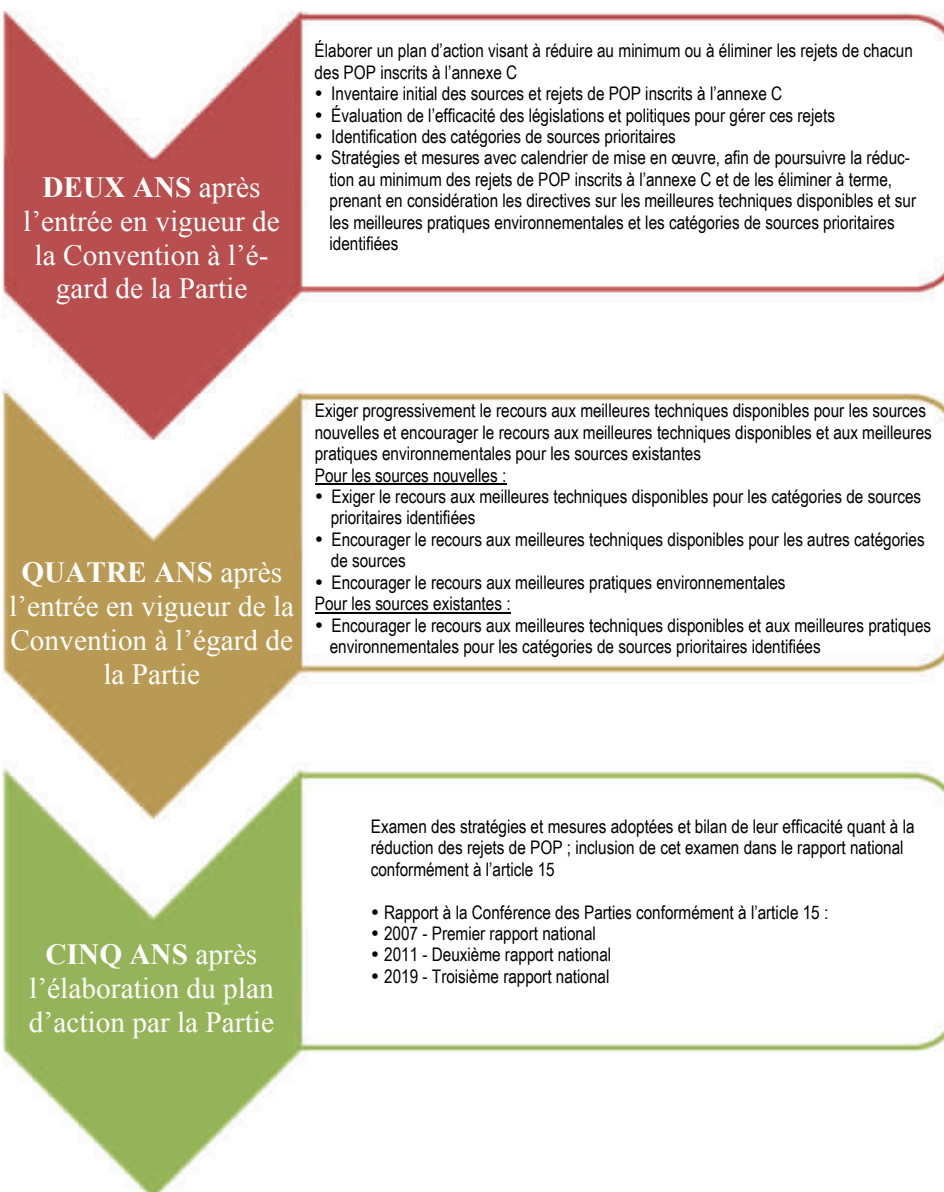 DEUX ANS après
l'entrée en vigueur de
la Convention à l'é-
gard de la Partie
Élaborer un plan d'action visant à réduire au minimum ou à éliminer les rejets de chacun
des POP inscrits à l'annexe C
• Inventaire initial des sources et rejets de POP inscrits à l'annexe C
• Évaluation de l'efficacité des législations et politiques pour gérer ces rejets
• Identification des catégories de sources prioritaires
• Stratégies et mesures avec calendrier de mise en œuvre, afin de poursuivre la réduc-
tion au minimum des rejets de POP inscrits à l'annexe C et de les éliminer à terme,
prenant en considération les directives sur les meilleures techniques disponibles et sur
les meilleures pratiques environnementales et les catégories de sources prioritaires
identifiées
QUATRE ANS après
l'entrée en vigueur de la
Convention à l'égard de
la Partie
Exiger progressivement le recours aux meilleures techniques disponibles pour les sources
nouvelles et encourager le recours aux meilleures techniques disponibles et aux meilleures
pratiques environnementales pour les sources existantes
Pour les sources nouvelles :
• Exiger le recours aux meilleures techniques disponibles pour les catégories de sources
prioritaires identifiées
• Encourager le recours aux meilleures techniques disponibles pour les autres catégories
de sources
• Encourager le recours aux meilleures pratiques environnementales
Pour les sources existantes :
• Encourager le recours aux meilleures techniques disponibles et aux meilleures pratiques
environnementales pour les catégories de sources prioritaires identifiées
CINQ ANS après
l'élaboration du plan
d'action par la Partie
Examen des stratégies et mesures adoptées et bilan de leur efficacité quant à la
réduction des rejets de POP ; inclusion de cet examen dans le rapport national
conformément à l'article 15
• Rapport à la Conférence des Parties conformément à l'article 15 :
• 2007 - Premier rapport national
• 2011 - Deuxième rapport national
• 2019 - Troisième rapport national